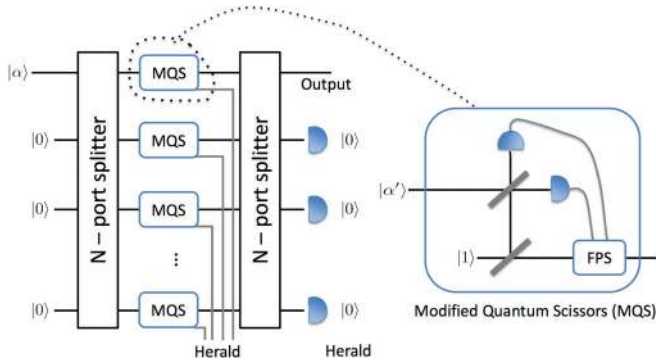 |α⟩
|0⟩
|0⟩
|0⟩
N – port splitter
MQS
MQS
MQS
...
MQS
N – port splitter
Output
|0⟩
|0⟩
|0⟩
Herald
Herald
|α'⟩
|1⟩
FPS
Modified Quantum Scissors (MQS)